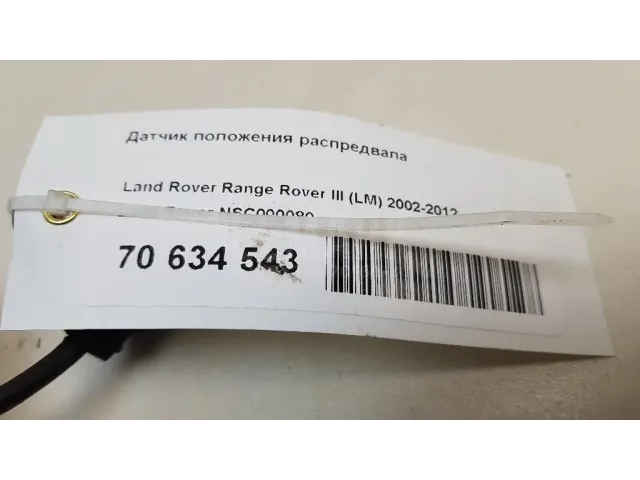 Датчик положения распредвала
Land Rover Range Rover III (LM) 2002-2012
NSC000080
70 634 543